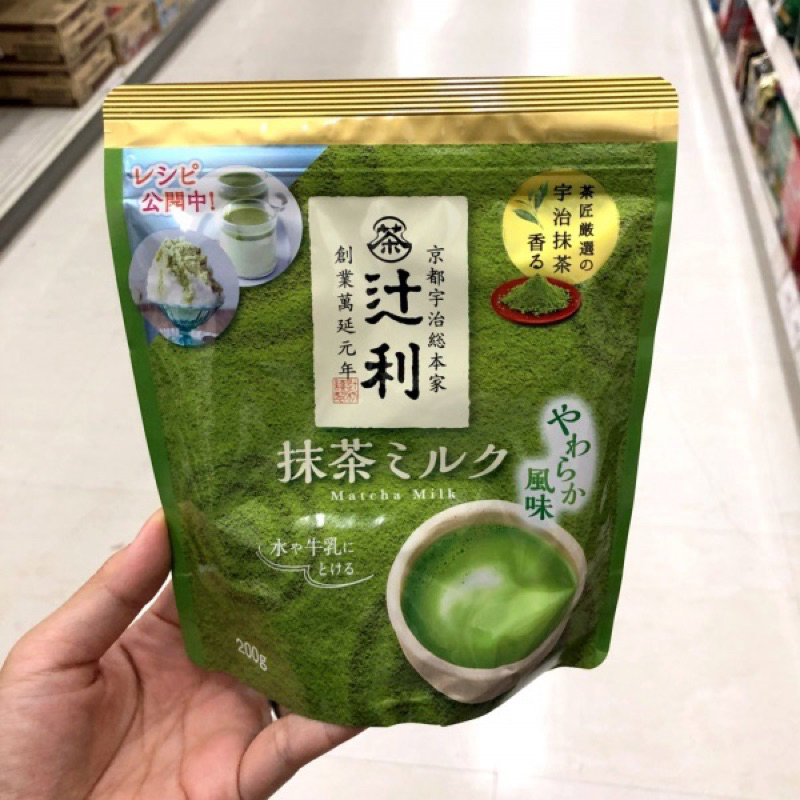 レシピ
公開中!
茶
京都宇治総本家
辻利
創業萬延元年
茶匠厳選の
宇治抹茶
香る
抹茶ミルク
Matcha Milk
やわらか
風味
水や牛乳に
とける
200g